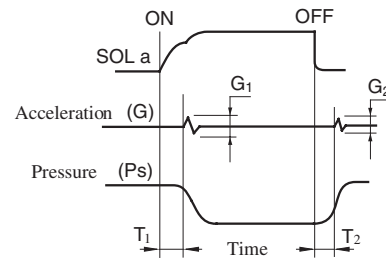 ON OFF
SOL a
G1 G2
Acceleration (G)
Pressure (Ps)
T1 Time T2